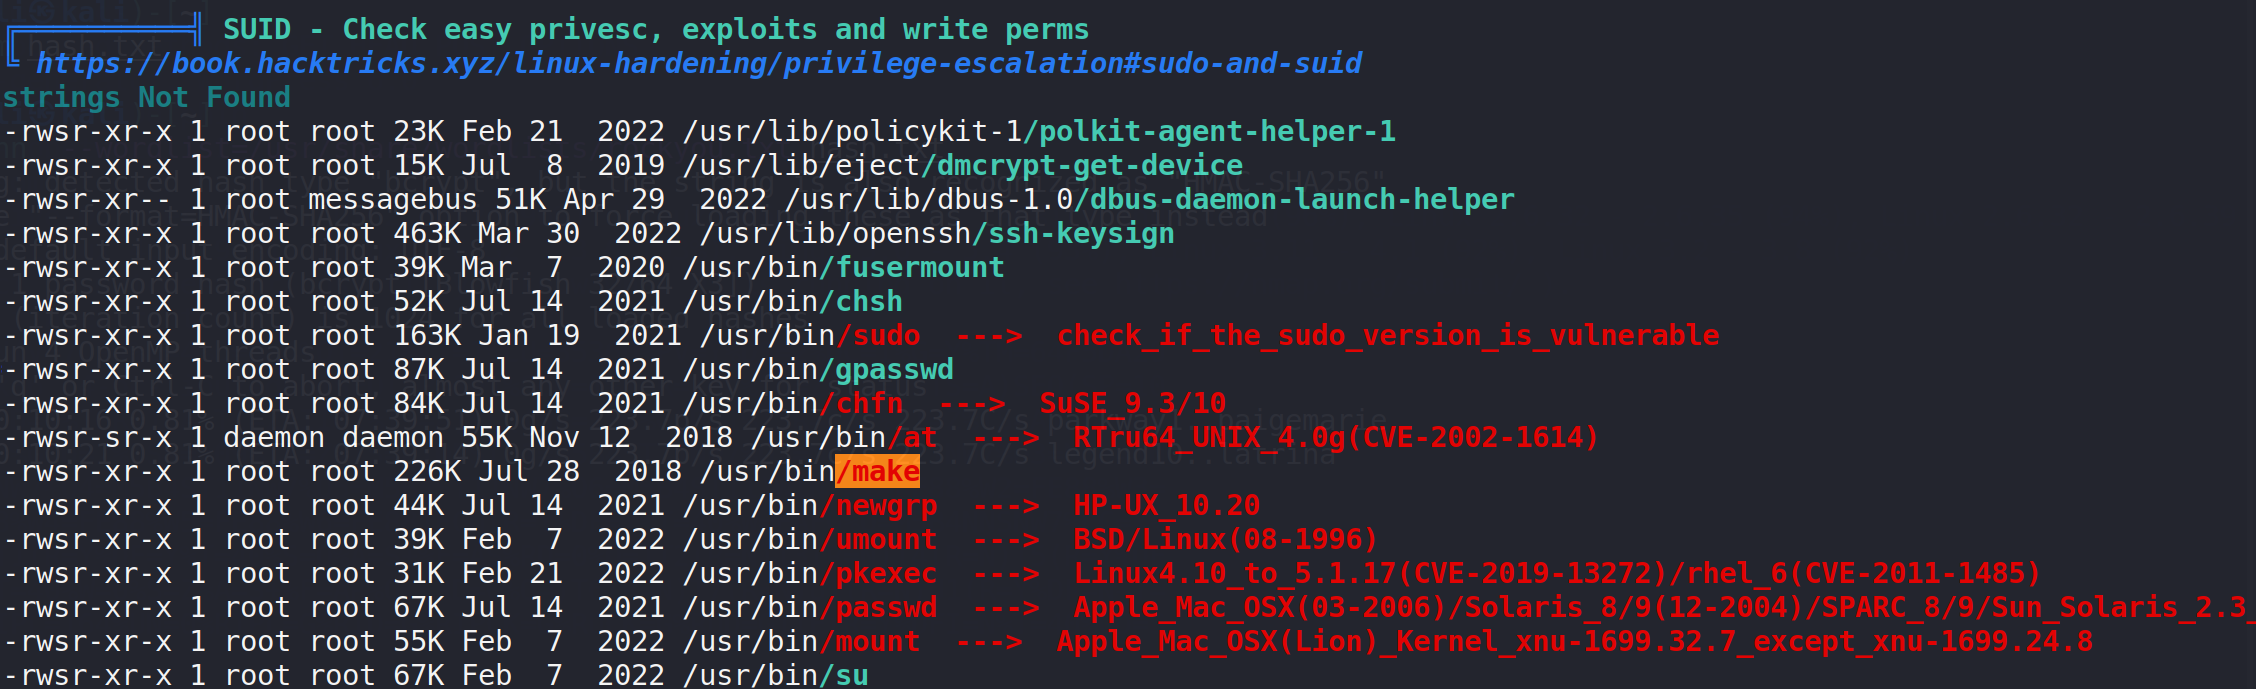 SUID - Check easy privesc, exploits and write perms
https://book.hacktricks.xyz/linux-hardening/privilege-escalation#sudo-and-suid
strings Not Found
-rwsr-xr-x 1 root root 23K Feb 21  2022 /usr/lib/policykit-1/polkit-agent-helper-1
-rwsr-xr-x 1 root root 15K Jul  8  2019 /usr/lib/eject/dmcrypt-get-device
-rwsr-xr-- 1 root messagebus 51K Apr 29  2022 /usr/lib/dbus-1.0/dbus-daemon-launch-helper
-rwsr-xr-x 1 root root 463K Mar 30  2022 /usr/lib/openssh/ssh-keysign
-rwsr-xr-x 1 root root 39K Mar  7  2020 /usr/bin/fusermount
-rwsr-xr-x 1 root root 52K Jul 14  2021 /usr/bin/chsh
-rwsr-xr-x 1 root root 163K Jan 19  2021 /usr/bin/sudo  --->  check_if_the_sudo_version_is_vulnerable
-rwsr-xr-x 1 root root 87K Jul 14  2021 /usr/bin/gpasswd
-rwsr-xr-x 1 root root 84K Jul 14  2021 /usr/bin/chfn  --->  SuSE_9.3/10
-rwsr-sr-x 1 daemon daemon 55K Nov 12  2018 /usr/bin/at  --->  RTru64_UNIX_4.0g(CVE-2002-1614)
-rwsr-xr-x 1 root root 226K Jul 28  2018 /usr/bin/make
-rwsr-xr-x 1 root root 44K Jul 14  2021 /usr/bin/newgrp  --->  HP-UX_10.20
-rwsr-xr-x 1 root root 39K Feb  7  2022 /usr/bin/umount  --->  BSD/Linux(08-1996)
-rwsr-xr-x 1 root root 31K Feb 21  2022 /usr/bin/pkexec  --->  Linux4.10_to_5.1.17(CVE-2019-13272)/rhel_6(CVE-2011-1485)
-rwsr-xr-x 1 root root 67K Jul 14  2021 /usr/bin/passwd  --->  Apple_Mac_OSX(03-2006)/Solaris_8/9(12-2004)/SPARC_8/9/Sun_Solaris_2.3_
-rwsr-xr-x 1 root root 55K Feb  7  2022 /usr/bin/mount  --->  Apple_Mac_OSX(Lion)_Kernel_xnu-1699.32.7_except_xnu-1699.24.8
-rwsr-xr-x 1 root root 67K Feb  7  2022 /usr/bin/su